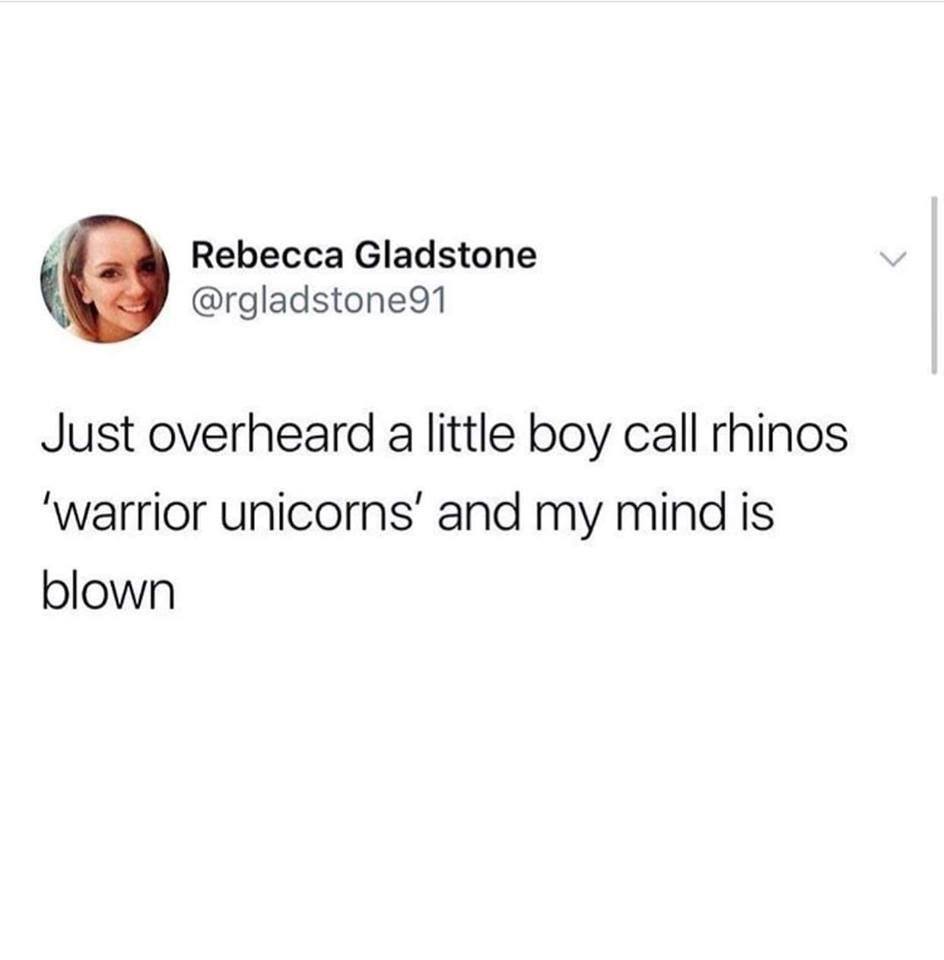 Rebecca Gladstone
@rgladstone91
Just overheard a little boy call rhinos
'warrior unicorns' and my mind is
blown